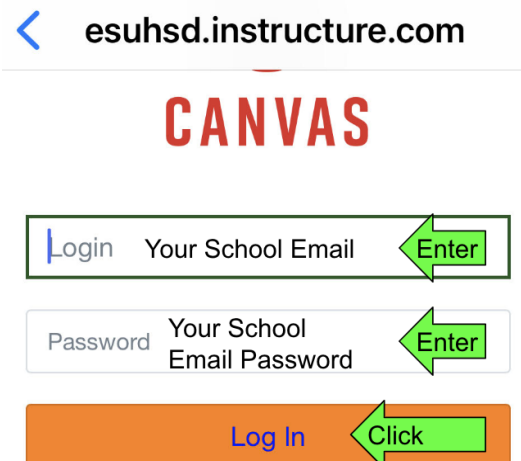 esuhsd.instructure.com
CANVAS
Login Your School Email Enter
Password Your School Email Password Enter
Log In Click